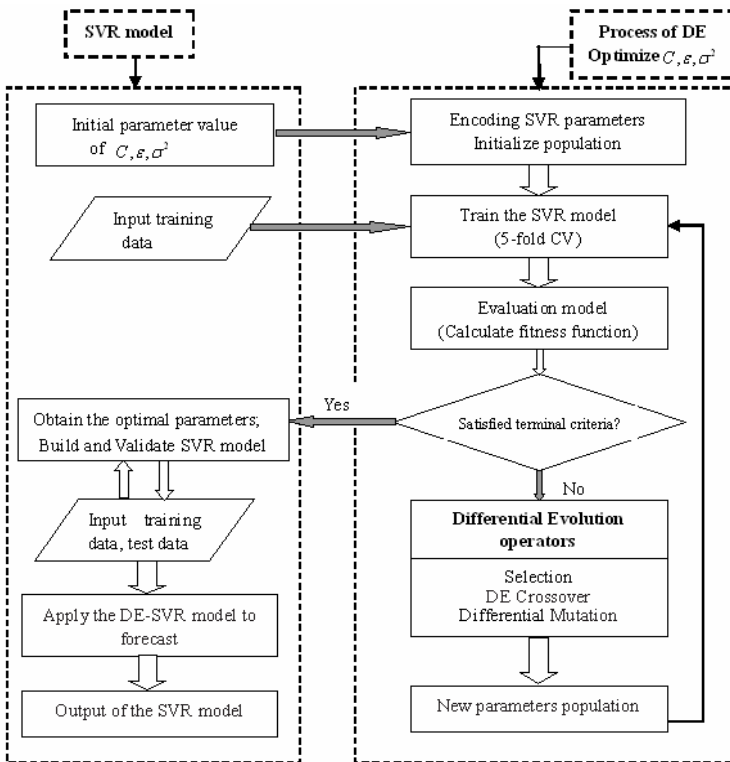 SVR model
Process of DE
Optimize C, ε, σ²
Initial parameter value
of C, ε, σ²
Encoding SVR parameters
Initialize population
Input training
data
Train the SVR model
(5-fold CV)
Evaluation model
(Calculate fitness function)
Satisfied terminal criteria?
Yes
No
Obtain the optimal parameters;
Build and Validate SVR model
Input training
data, test data
Apply the DE-SVR model to
forecast
Output of the SVR model
Differential Evolution
operators
Selection
DE Crossover
Differential Mutation
New parameters population